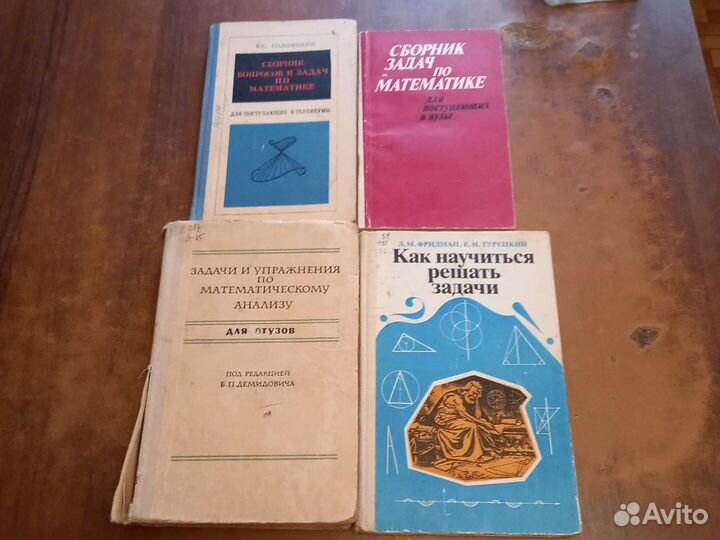 В.С. СОЛОМОНИК
СБОРНИК
ВОПРОСОВ И ЗАДАЧ
ПО
МАТЕМАТИКЕ
ДЛЯ ПОСТУПАЮЩИХ В ТЕХНИКУМЫ
СБОРНИК
ЗАДАЧ ПО
МАТЕМАТИКЕ
для
поступающих
в вузы
ЗАДАЧИ И УПРАЖНЕНИЯ
ПО
МАТЕМАТИЧЕСКОМУ
АНАЛИЗУ
ДЛЯ ВТУЗОВ
ПОД РЕДАКЦИЕЙ
Б.П.ДЕМИДОВИЧА
Л.М.ФРИДМАН, Е.Н.ТУРЕЦКИЙ
Как научиться
решать
задачи
Avito